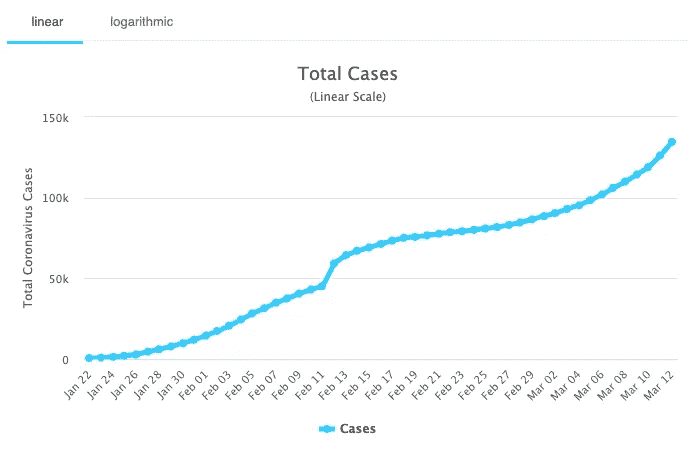 linear logarithmic
Total Cases
(Linear Scale)
150k
100k
50k
0
Total Coronavirus Cases
Jan 22 Jan 24 Jan 26 Jan 28 Jan 30 Feb 01 Feb 03 Feb 05 Feb 07 Feb 09 Feb 11 Feb 13 Feb 15 Feb 17 Feb 19 Feb 21 Feb 23 Feb 25 Feb 27 Feb 29 Mar 02 Mar 04 Mar 06 Mar 08 Mar 10 Mar 12
Cases